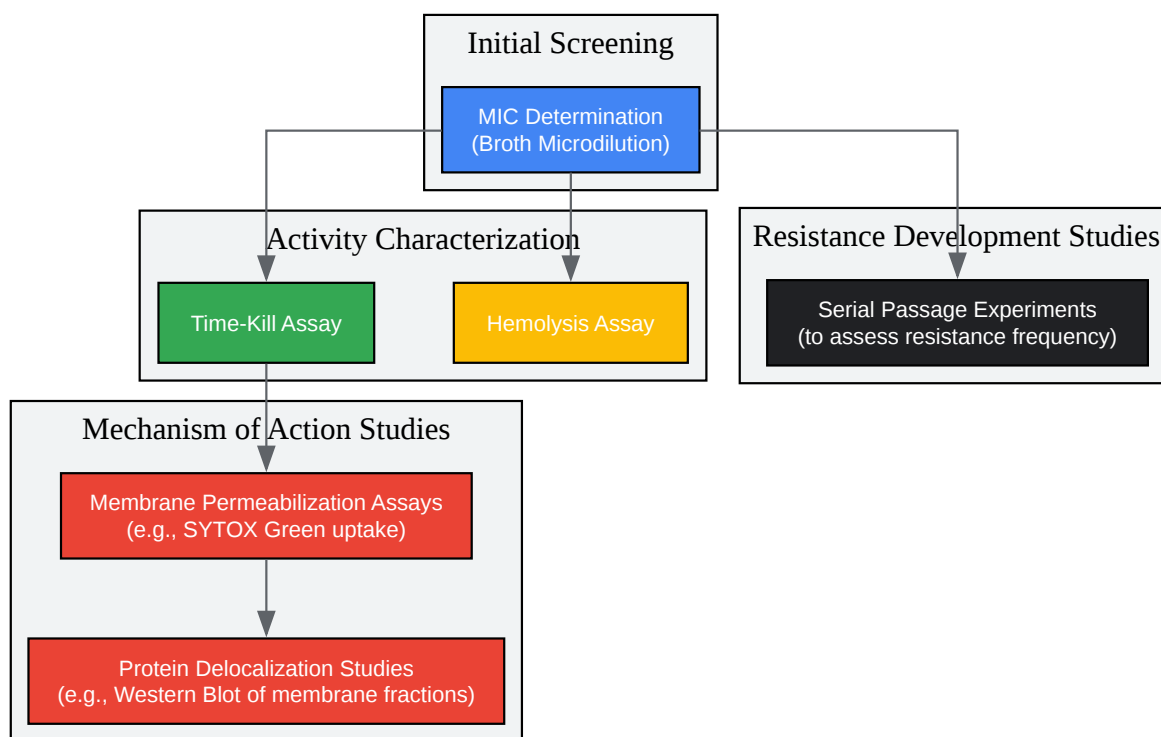 Initial Screening
MIC Determination
(Broth Microdilution)
Activity Characterization
Resistance Development Studies
Time-Kill Assay
Hemolysis Assay
Serial Passage Experiments
(to assess resistance frequency)
Mechanism of Action Studies
Membrane Permeabilization Assays
(e.g., SYTOX Green uptake)
Protein Delocalization Studies
(e.g., Western Blot of membrane fractions)